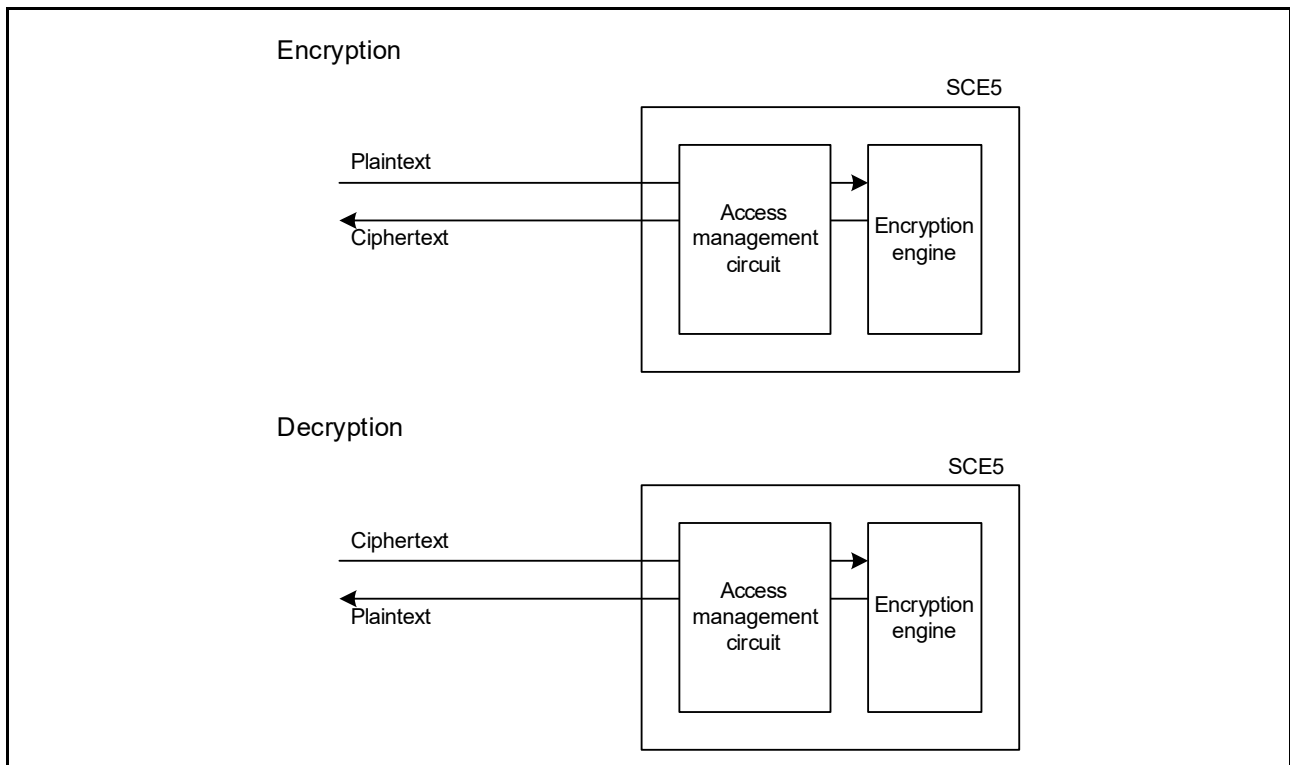 Encryption
SCE5
Plaintext
Ciphertext
Access
management
circuit
Encryption
engine
Decryption
SCE5
Ciphertext
Plaintext
Access
management
circuit
Encryption
engine